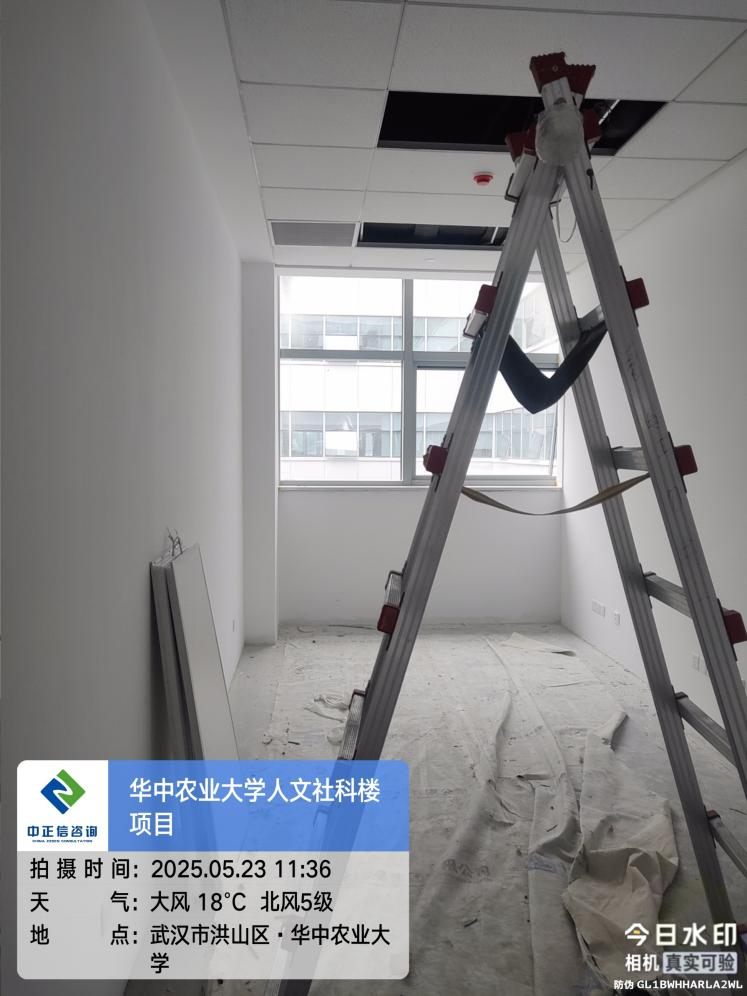 华中农业大学人文社科楼
项目
中正信咨询
拍摄时间: 2025.05.23 11:36
天气: 大风 18℃ 北风5级
地点: 武汉市洪山区·华中农业大
学
今日水印
相机 真实可验
防伪 GL1BWHHARLA2WL